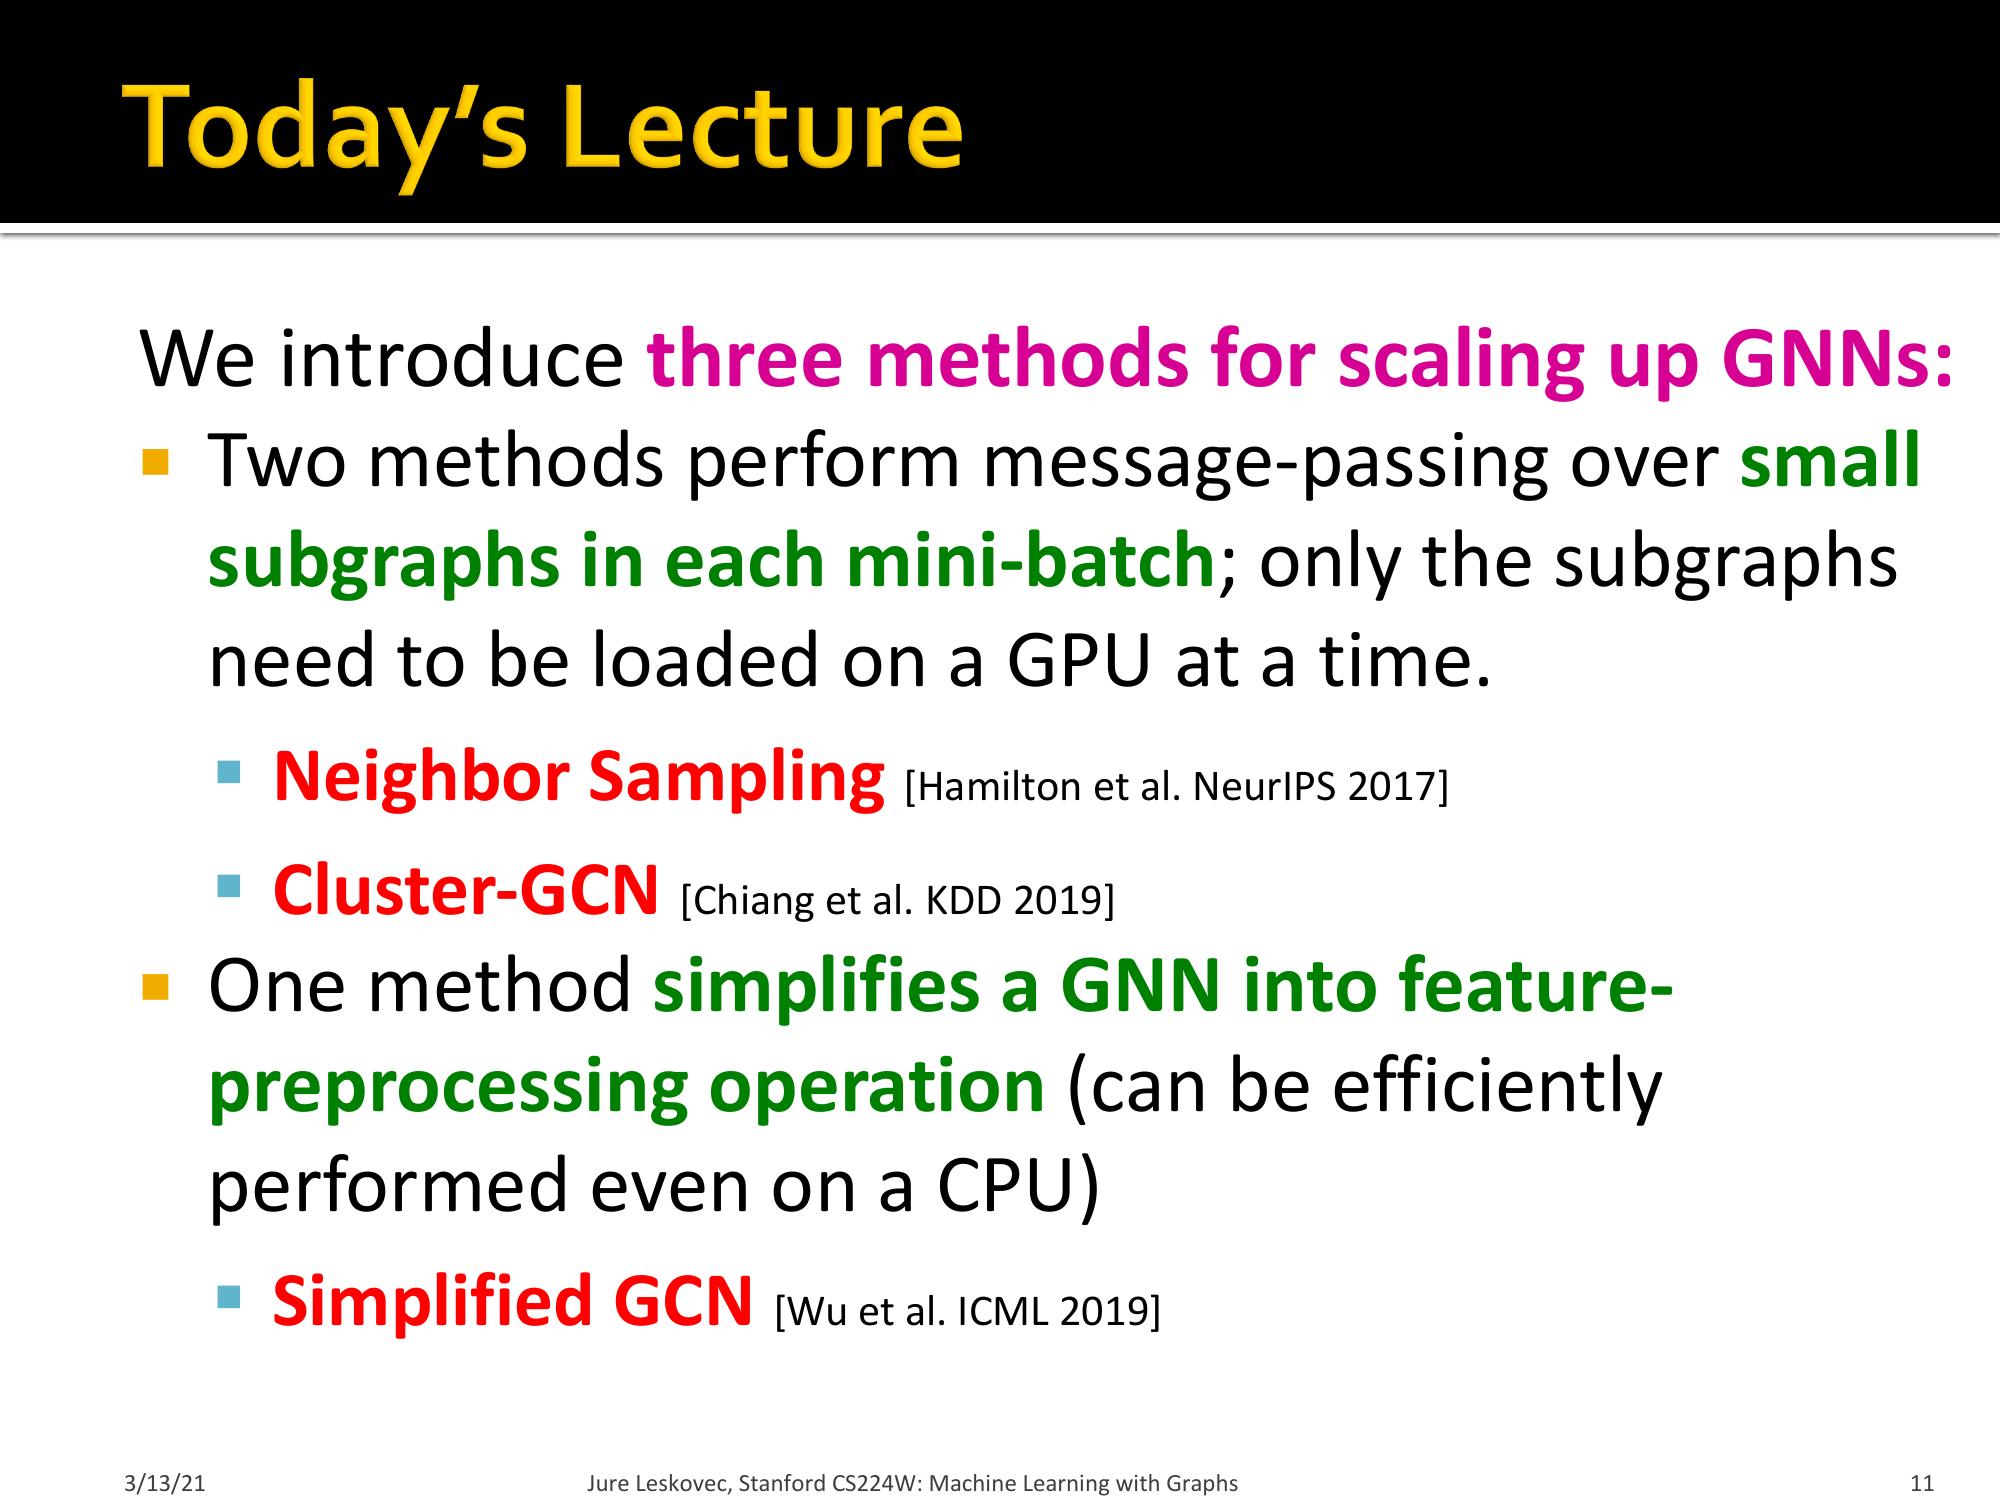 Today's Lecture
We introduce three methods for scaling up GNNs:
Two methods perform message-passing over small
subgraphs in each mini-batch; only the subgraphs
need to be loaded on a GPU at a time.
Neighbor Sampling [Hamilton et al. NeurIPS 2017]
Cluster-GCN [Chiang et al. KDD 2019]
One method simplifies a GNN into feature-
preprocessing operation (can be efficiently
performed even on a CPU)
Simplified GCN [Wu et al. ICML 2019]
3/13/21
Jure Leskovec, Stanford CS224W: Machine Learning with Graphs
11